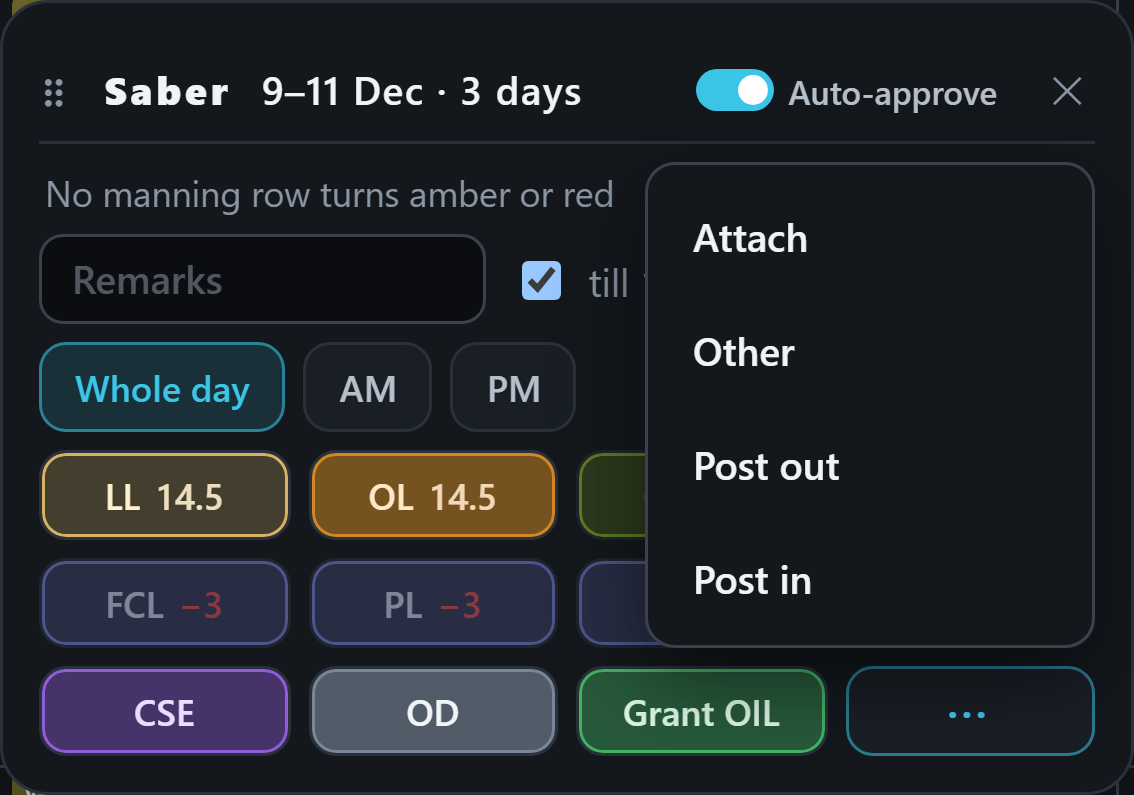 Saber 9–11 Dec · 3 days Auto-approve
No manning row turns amber or red
Remarks
till
Attach
Other
Post out
Post in
Whole day AM PM
LL 14.5 OL 14.5
FCL –3 PL –3
CSE OD Grant OIL ...